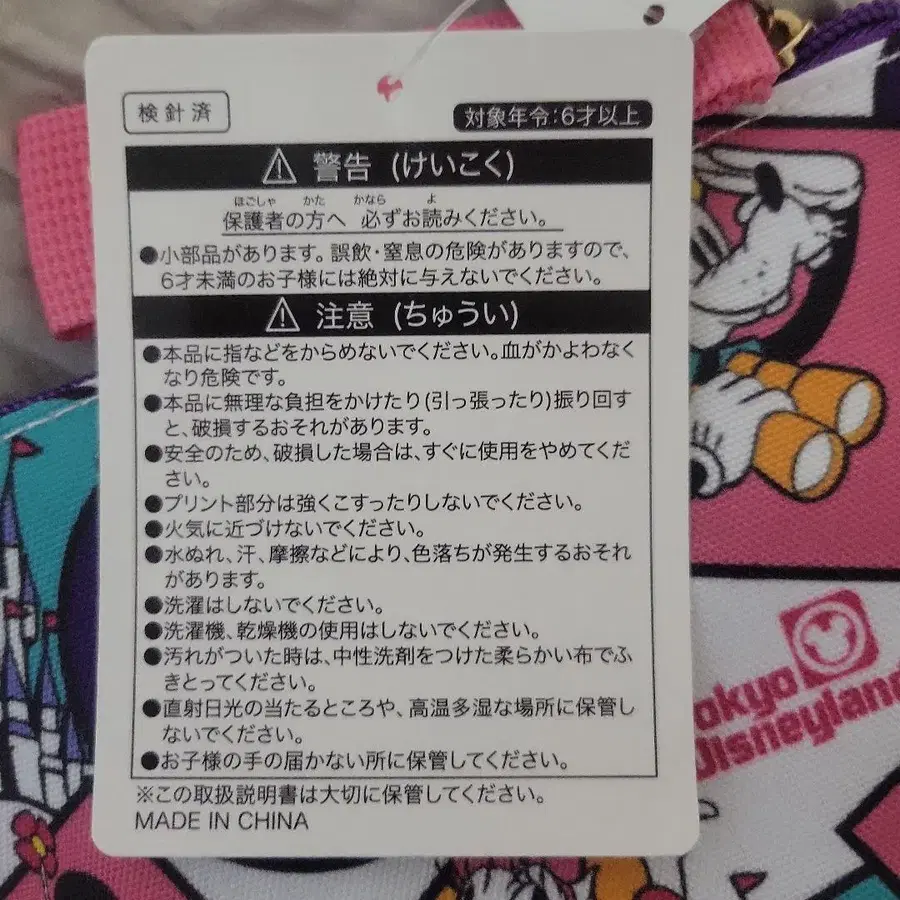 検針済
対象年令:6才以上
⚠ 警告 (けいこく)
ほごしゃ かた かなら よ
保護者の方へ 必ずお読みください。
●小部品があります。誤飲・窒息の危険がありますので、
6才未満のお子様には絶対に与えないでください。
⚠ 注意 (ちゅうい)
●本品に指などをからめないでください。血がかよわなく
なり危険です。
●本品に無理な負担をかけたり(引っ張ったり)振り回す
と、破損するおそれがあります。
●安全のため、破損した場合は、すぐに使用をやめてくだ
さい。
●プリント部分は強くこすったりしないでください。
●火気に近づけないでください。
●水ぬれ、汗、摩擦などにより、色落ちが発生するおそれ
があります。
●洗濯はしないでください。
●洗濯機、乾燥機の使用はしないでください。
●汚れがついた時は、中性洗剤をつけた柔らかい布でふ
きとってください。
●直射日光の当たるところや、高温多湿な場所に保管し
ないでください。
●お子様の手の届かない所に保管してください。
※この取扱説明書は大切に保管してください。
MADE IN CHINA
Tokyo
Disneyland